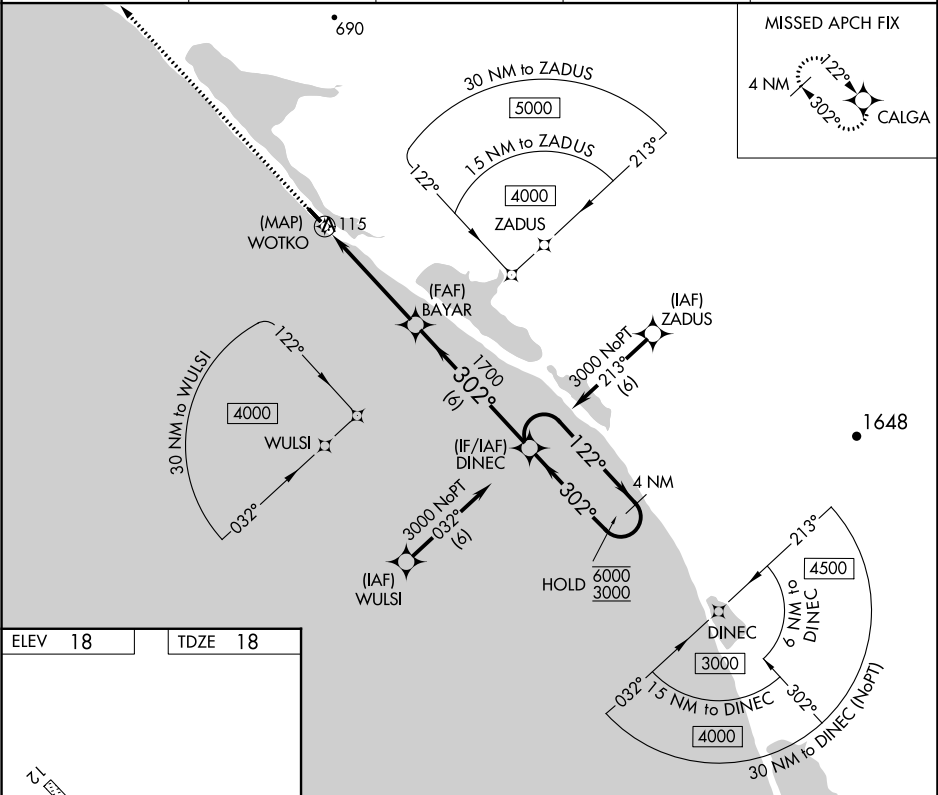 690
MISSED APCH FIX
4 NM
122°
302°
CALGA
30 NM to ZADUS
5000
15 NM to ZADUS
4000
122°
213°
ZADUS
(MAP)
WOTKO
115
(FAF)
BAYAR
(IAF)
ZADUS
3000 NoPT
213°
(6)
1700
302°
(6)
122°
30 NM to WULSI
4000
WULSI
032°
1648
(IF/IAF)
DINEC
122°
302°
4 NM
3000 NoPT
032°
(6)
(IAF)
WULSI
HOLD
6000
3000
213°
4500
6 NM to
DINEC
DINEC
3000
032°
15 NM to DINEC
302°
4000
30 NM to DINEC (NoPT)
ELEV 18
TDZE 18
12